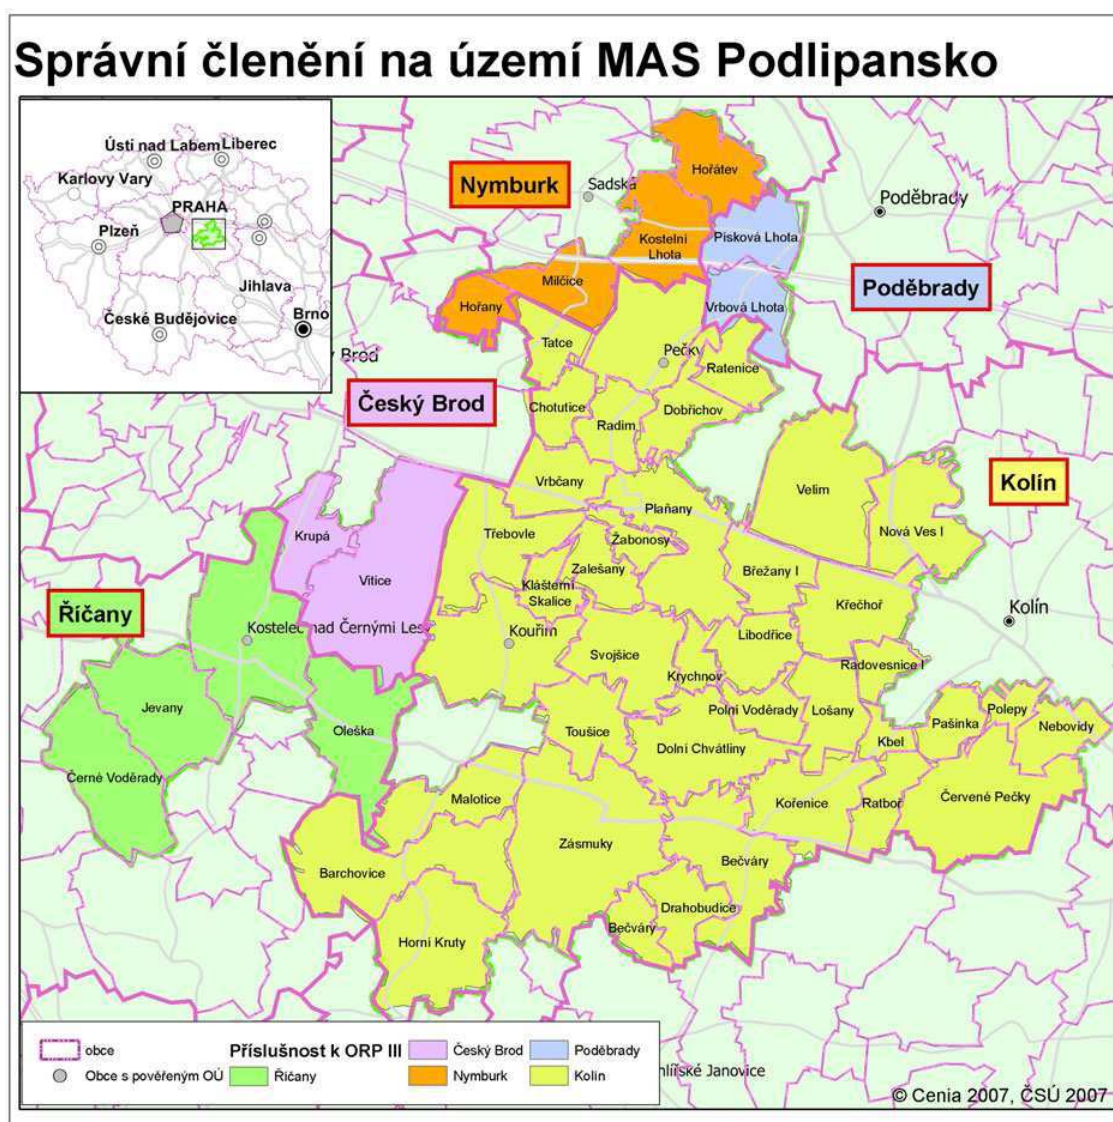 Správní členění na území MAS Podlipansko
Ústí nad Labem
Liberec
Karlovy Vary
PRAHA
Plzeň
Jihlava
České Budějovice
Brno
Nymburk
Sadská
Hořátev
Poděbrady
Písková Lhota
Kostelní
Lhota
Poděbrady
Milčice
Hořany
Vrbová Lhota
Brod
Tatce
Pečky
Ratenice
Český Brod
Chotutice
Dobřichov
Radim
Kolín
Vrbčany
Velim
Plaňany
Krupá
Třebovle
Žabonosy
Nová Ves I
Vitice
Zalešany
Břežany I
Klášterní
Skalice
Křečhoř
Říčany
Kolín
Kostelec nad Černými Les
Kouřim
Libodřice
Svojšice
Radovesnice I
Krychnov
Jevany
Polní Voděrady
Lošany
Pašinka
Polepy
Nebovidy
Oleška
Toušice
Dolní Chvátliny
Kbel
Černé Voděrady
Malotice
Kořenice
Ratboř
Červené Pečky
Zásmuky
Bečváry
Barchovice
Drahobudice
Bečváry
Horní Kruty
obce
Příslušnost k ORP III
Český Brod
Poděbrady
Obce s pověřeným OÚ
Říčany
Nymburk
Kolín
Janovice
© Cenia 2007, ČSÚ 2007